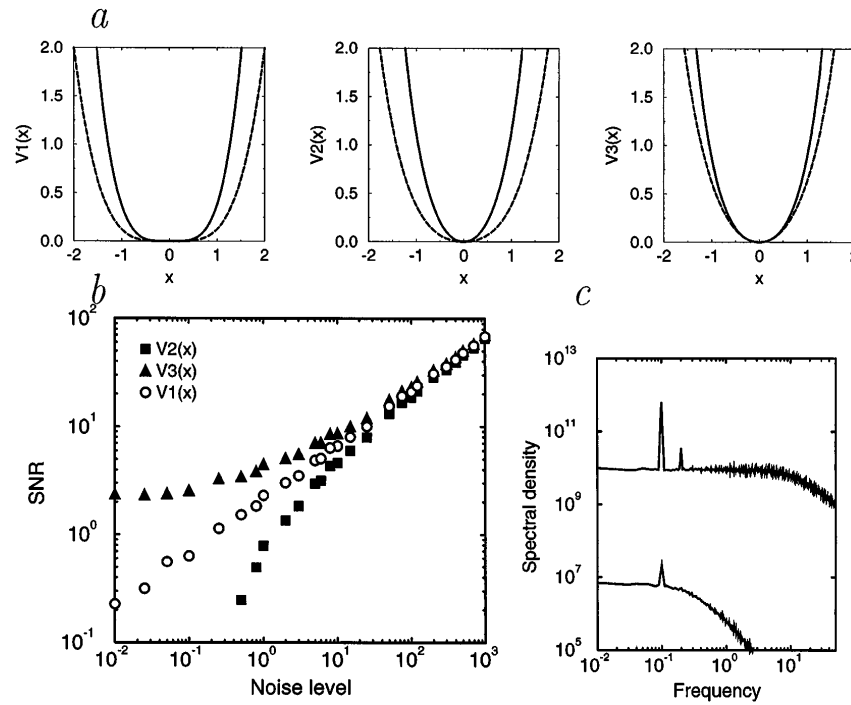 a
2.0
1.5
1.0
0.5
0.0
V1(x)
-2 -1 0 1 2
x
2.0
1.5
1.0
0.5
0.0
V2(x)
-2 -1 0 1 2
x
2.0
1.5
1.0
0.5
0.0
V3(x)
-2 -1 0 1 2
x
b
10^2
10^1
10^0
10^-1
SNR
V2(x)
V3(x)
V1(x)
10^-2 10^-1 10^0 10^1 10^2 10^3
Noise level
c
10^13
10^11
10^9
10^7
10^5
Spectral density
10^-2 10^-1 10^0 10^1
Frequency